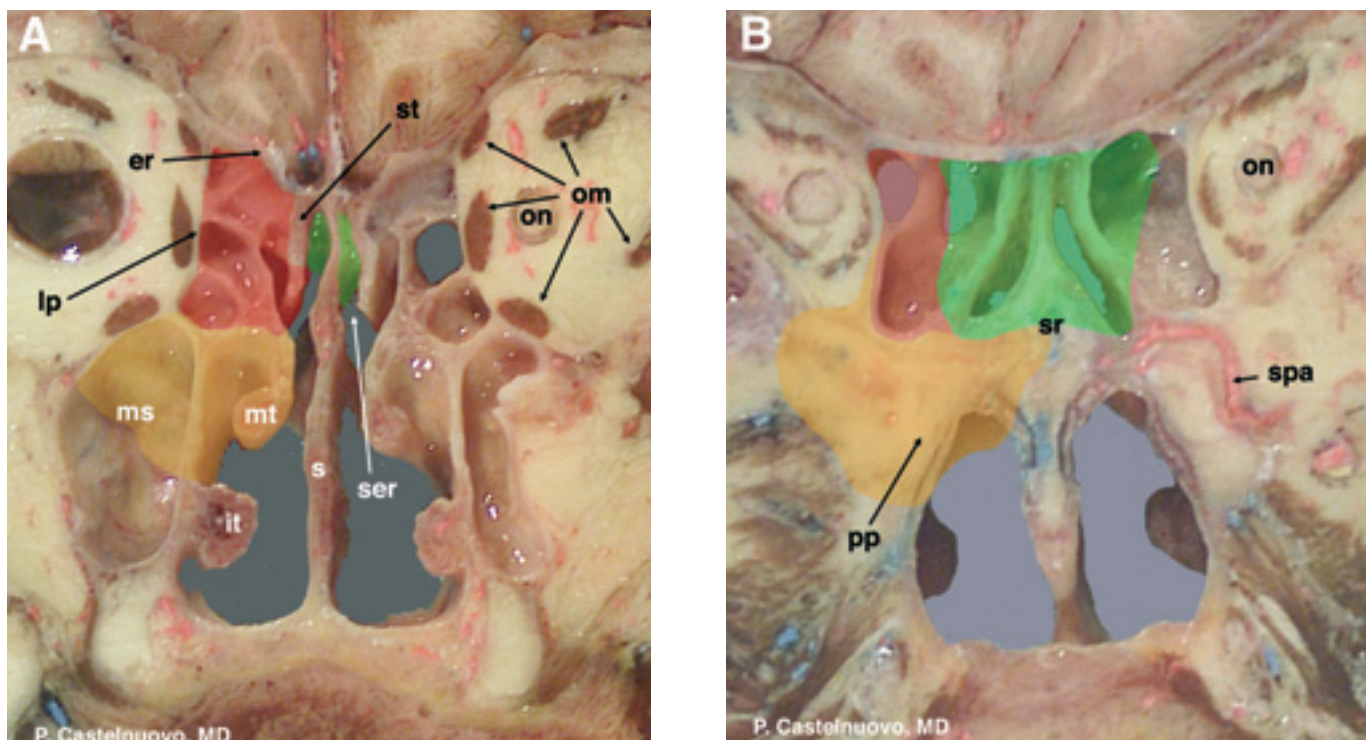 A
st
er
om
on
lp
ms
mt
s
ser
it
P. Castelnuovo, MD
B
on
sr
spa
pp
P. Castelnuovo, MD